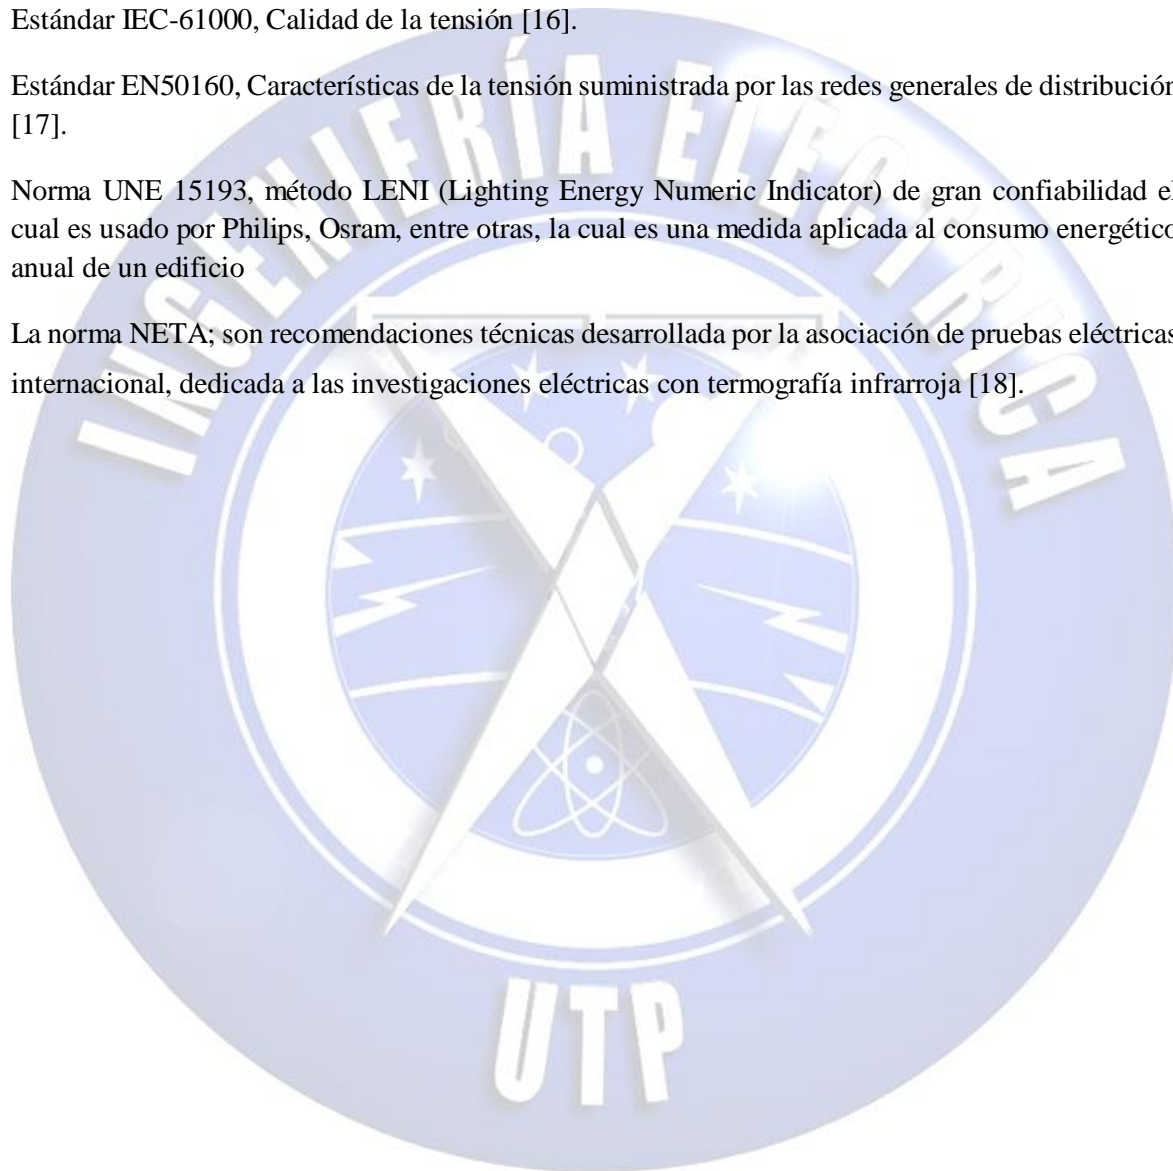 Estándar IEC-61000, Calidad de la tensión [16].
Estándar EN50160, Características de la tensión suministrada por las redes generales de distribución
[17].
Norma UNE 15193, método LENI (Lighting Energy Numeric Indicator) de gran confiabilidad el
cual es usado por Philips, Osram, entre otras, la cual es una medida aplicada al consumo energético
anual de un edificio
La norma NETA; son recomendaciones técnicas desarrollada por la asociación de pruebas eléctricas
internacional, dedicada a las investigaciones eléctricas con termografía infrarroja [18].
INGENIERÍA ELECTRICA
UTP